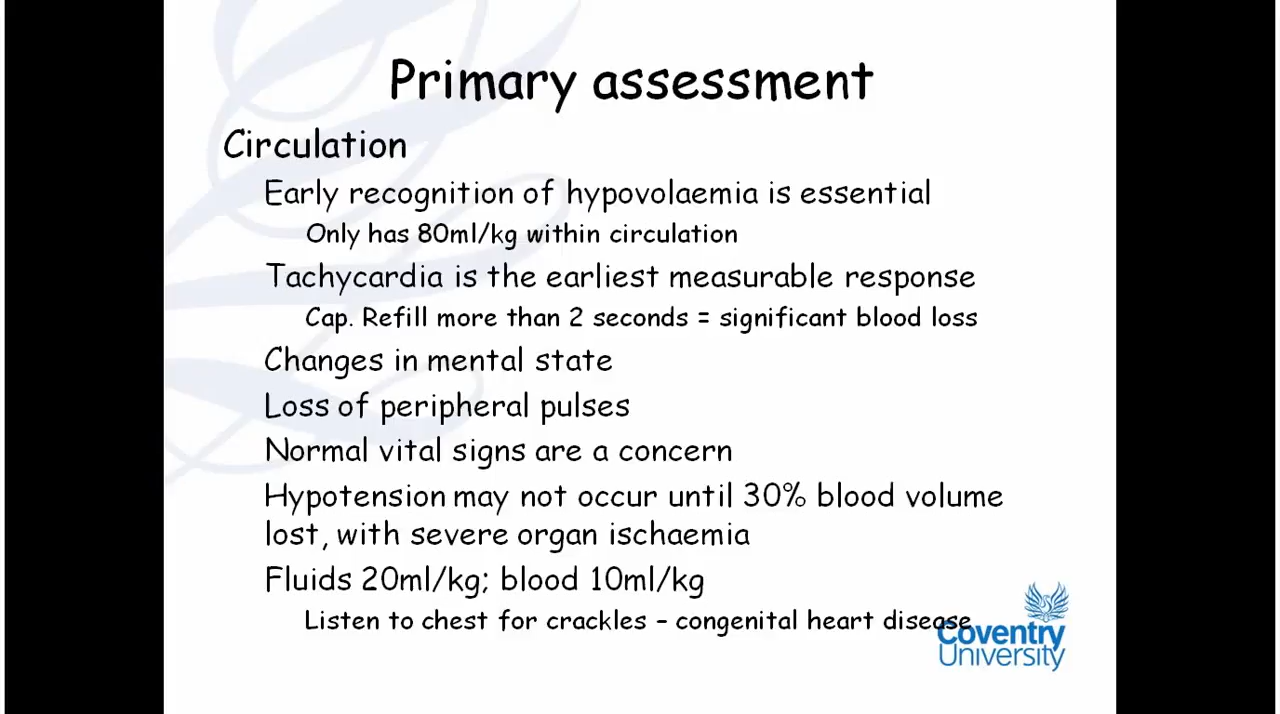 Primary assessment
Circulation
Early recognition of hypovolaemia is essential
Only has 80ml/kg within circulation
Tachycardia is the earliest measurable response
Cap. Refill more than 2 seconds = significant blood loss
Changes in mental state
Loss of peripheral pulses
Normal vital signs are a concern
Hypotension may not occur until 30% blood volume
lost, with severe organ ischaemia
Fluids 20ml/kg; blood 10ml/kg
Listen to chest for crackles – congenital heart disease
Coventry
University